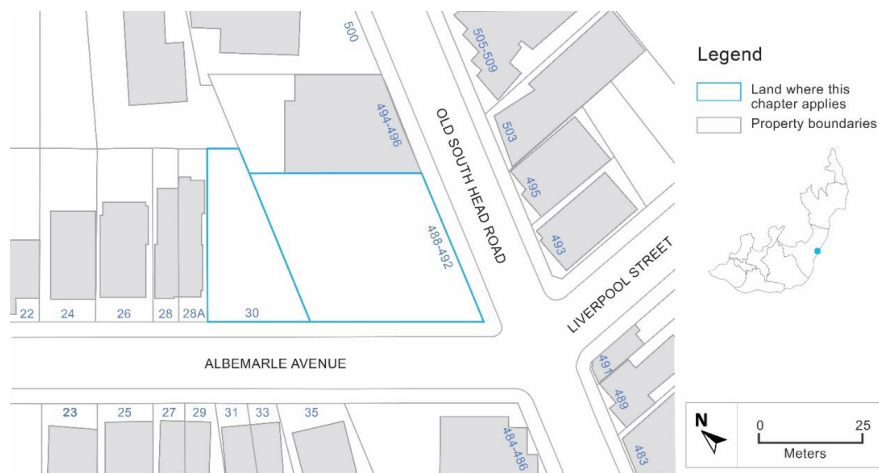 500
505-509
OLD SOUTH HEAD ROAD
494-496
503
495
493
488-492
LIVERPOOL STREET
22
24
26
28
28A
30
ALBEMARLE AVENUE
491
489
483
23
25
27
29
31
33
35
484-486
Legend
Land where this
chapter applies
Property boundaries
N
0
25
Meters